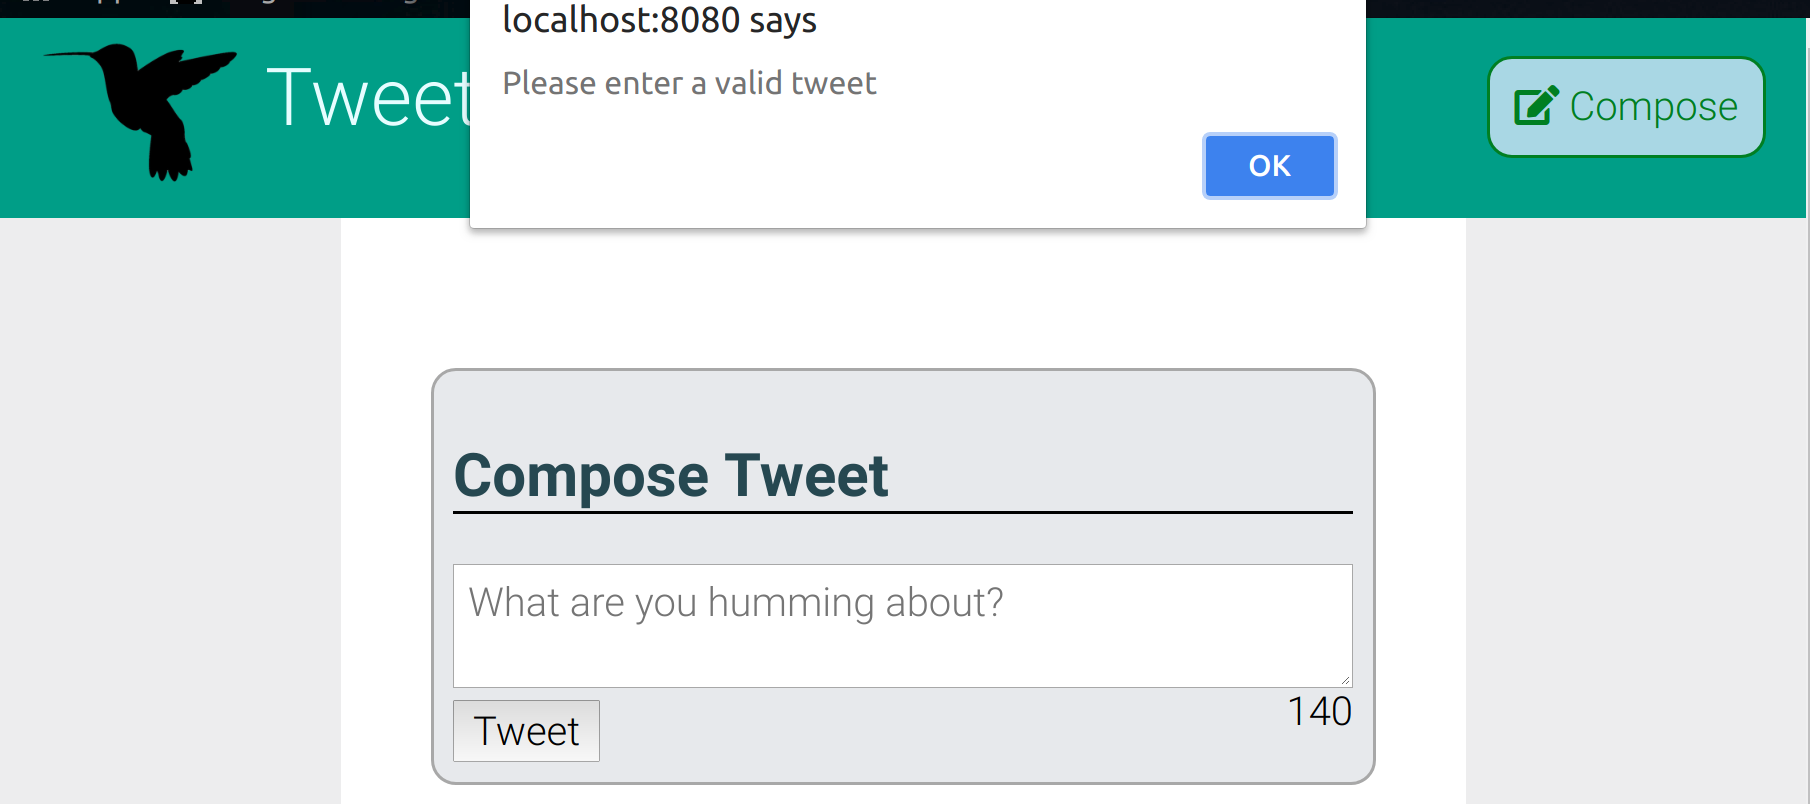 localhost:8080 says
Please enter a valid tweet
OK
Tweet
Compose
Compose Tweet
What are you humming about?
140
Tweet